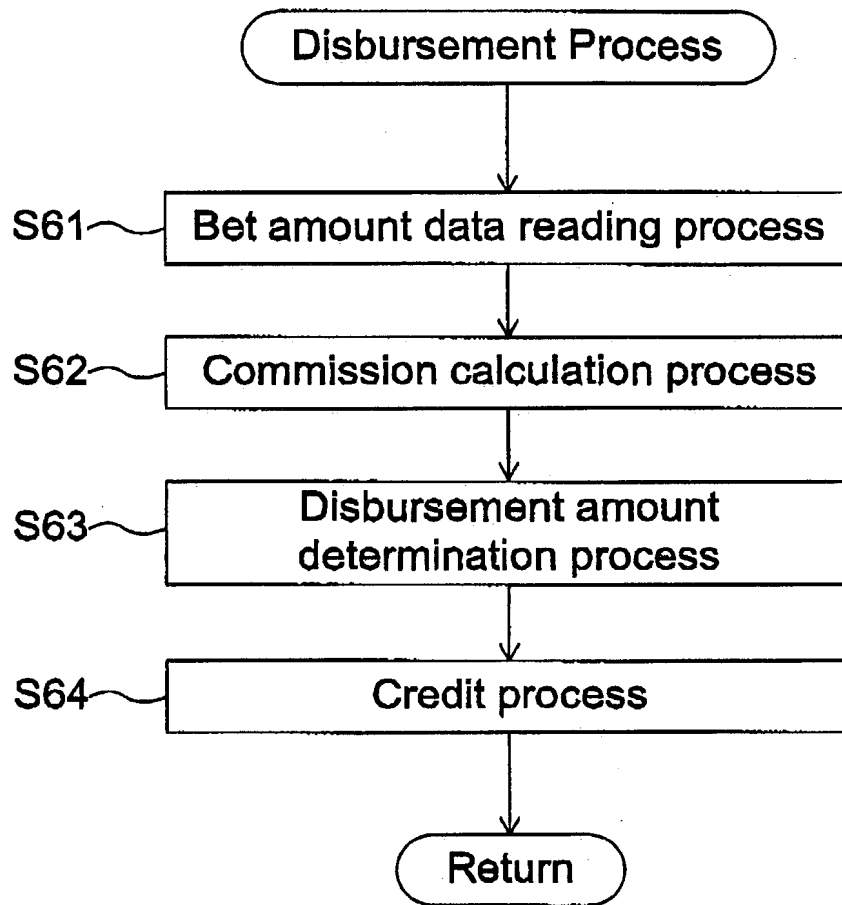 Disbursement Process
S61 Bet amount data reading process
S62 Commission calculation process
S63 Disbursement amount
determination process
S64 Credit process
Return